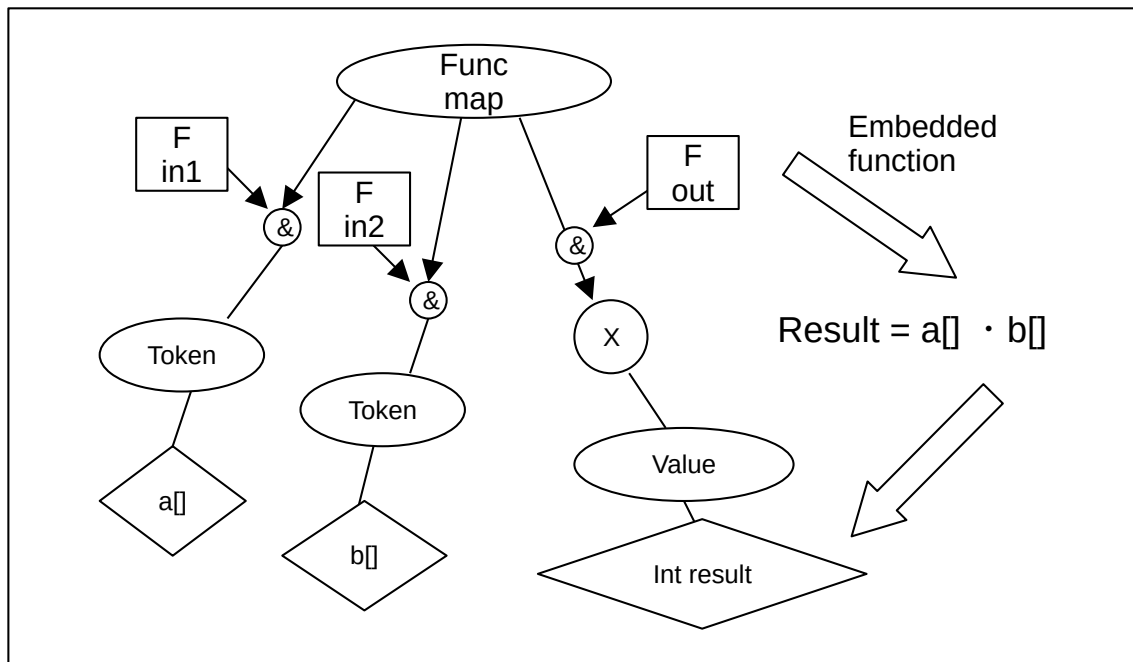 Func
map
F
in1
F
in2
F
out
Embedded
function
&
&
&
X
Result = a[] ・b[]
Token
Token
Value
a[]
b[]
Int result